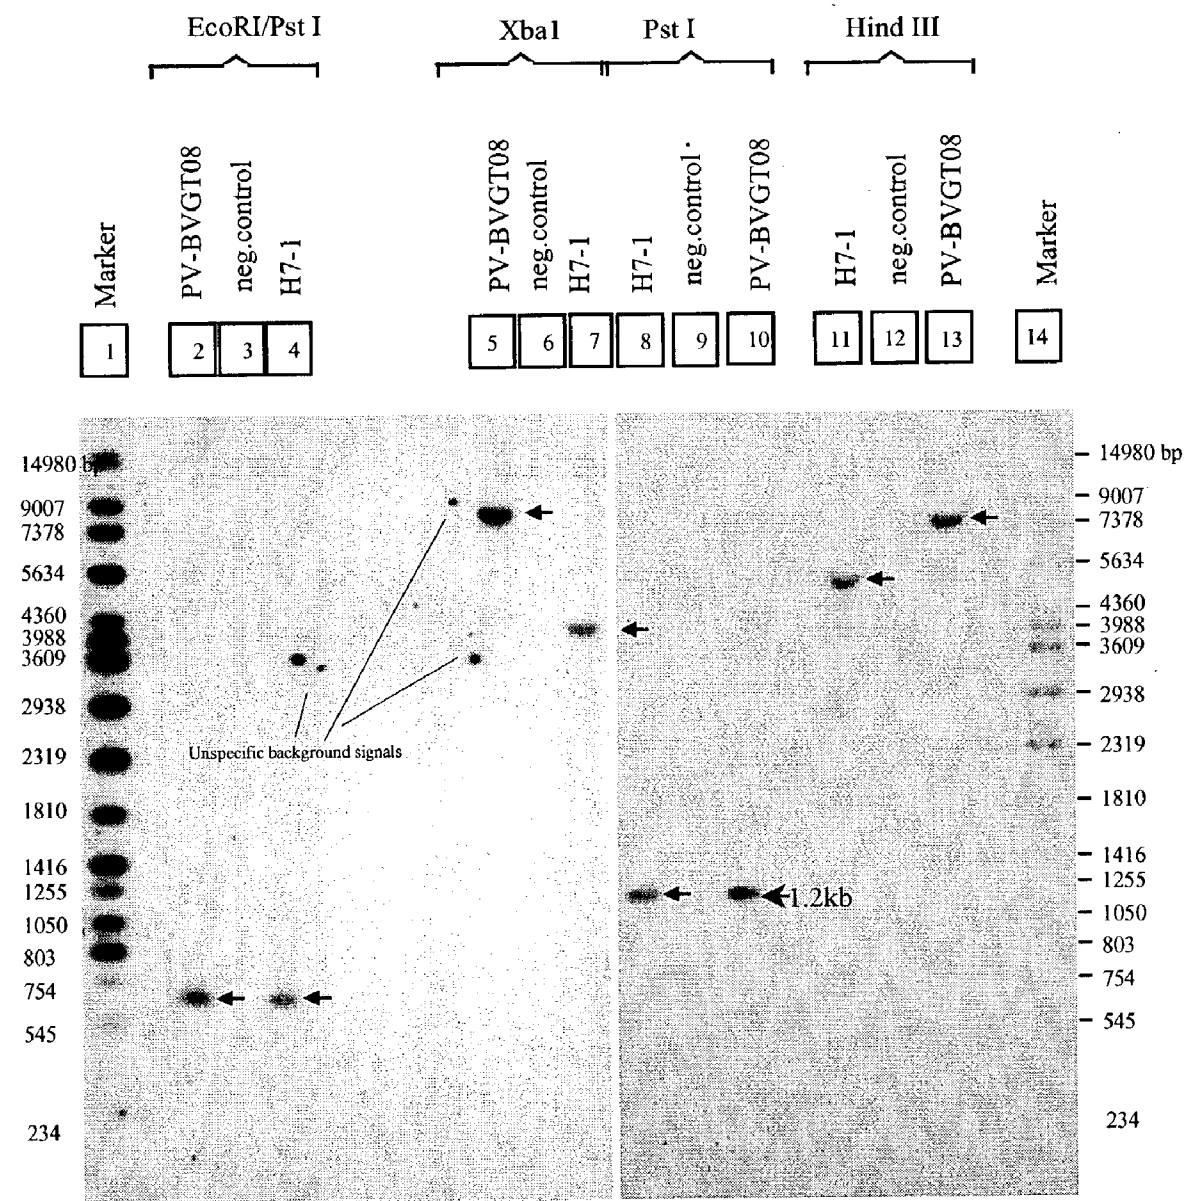 EcoRI/Pst I
Xba1
Pst I
Hind III
Marker
PV-BVGT08
neg.control
H7-1
PV-BVGT08
neg.control
H7-1
H7-1
neg.control
PV-BVGT08
H7-1
neg.control
PV-BVGT08
Marker
1 2 3 4 5 6 7 8 9 10 11 12 13 14
14980 bp
9007
7378
5634
4360
3988
3609
2938
2319
1810
1416
1255
1050
803
754
545
234
Unspecific background signals
1.2kb
14980 bp
9007
7378
5634
4360
3988
3609
2938
2319
1810
1416
1255
1050
803
754
545
234